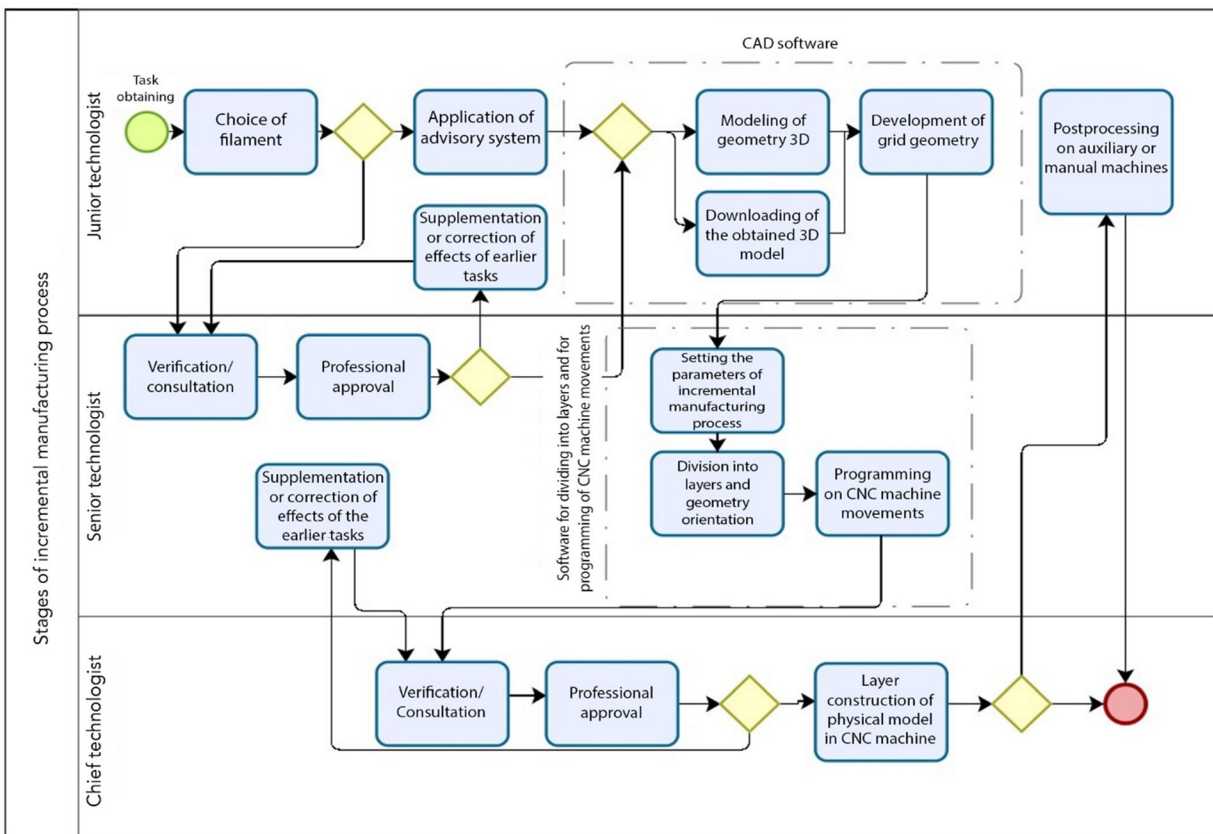 Stages of incremental manufacturing process
Junior technologist
Task
obtaining
Choice of
filament
Application of
advisory system
CAD software
Modeling of
geometry 3D
Development of
grid geometry
Downloading of
the obtained 3D
model
Postprocessing
on auxiliary or
manual machines
Supplementation
or correction of
effects of earlier
tasks
Senior technologist
Verification/
consultation
Professional
approval
Software for dividing into layers and for
programming of CNC machine movements
Setting the
parameters of
incremental
manufacturing
process
Division into
layers and
geometry
orientation
Programming
on CNC machine
movements
Supplementation
or correction of
effects of the
earlier tasks
Chief technologist
Verification/
Consultation
Professional
approval
Layer
construction of
physical model
in CNC machine